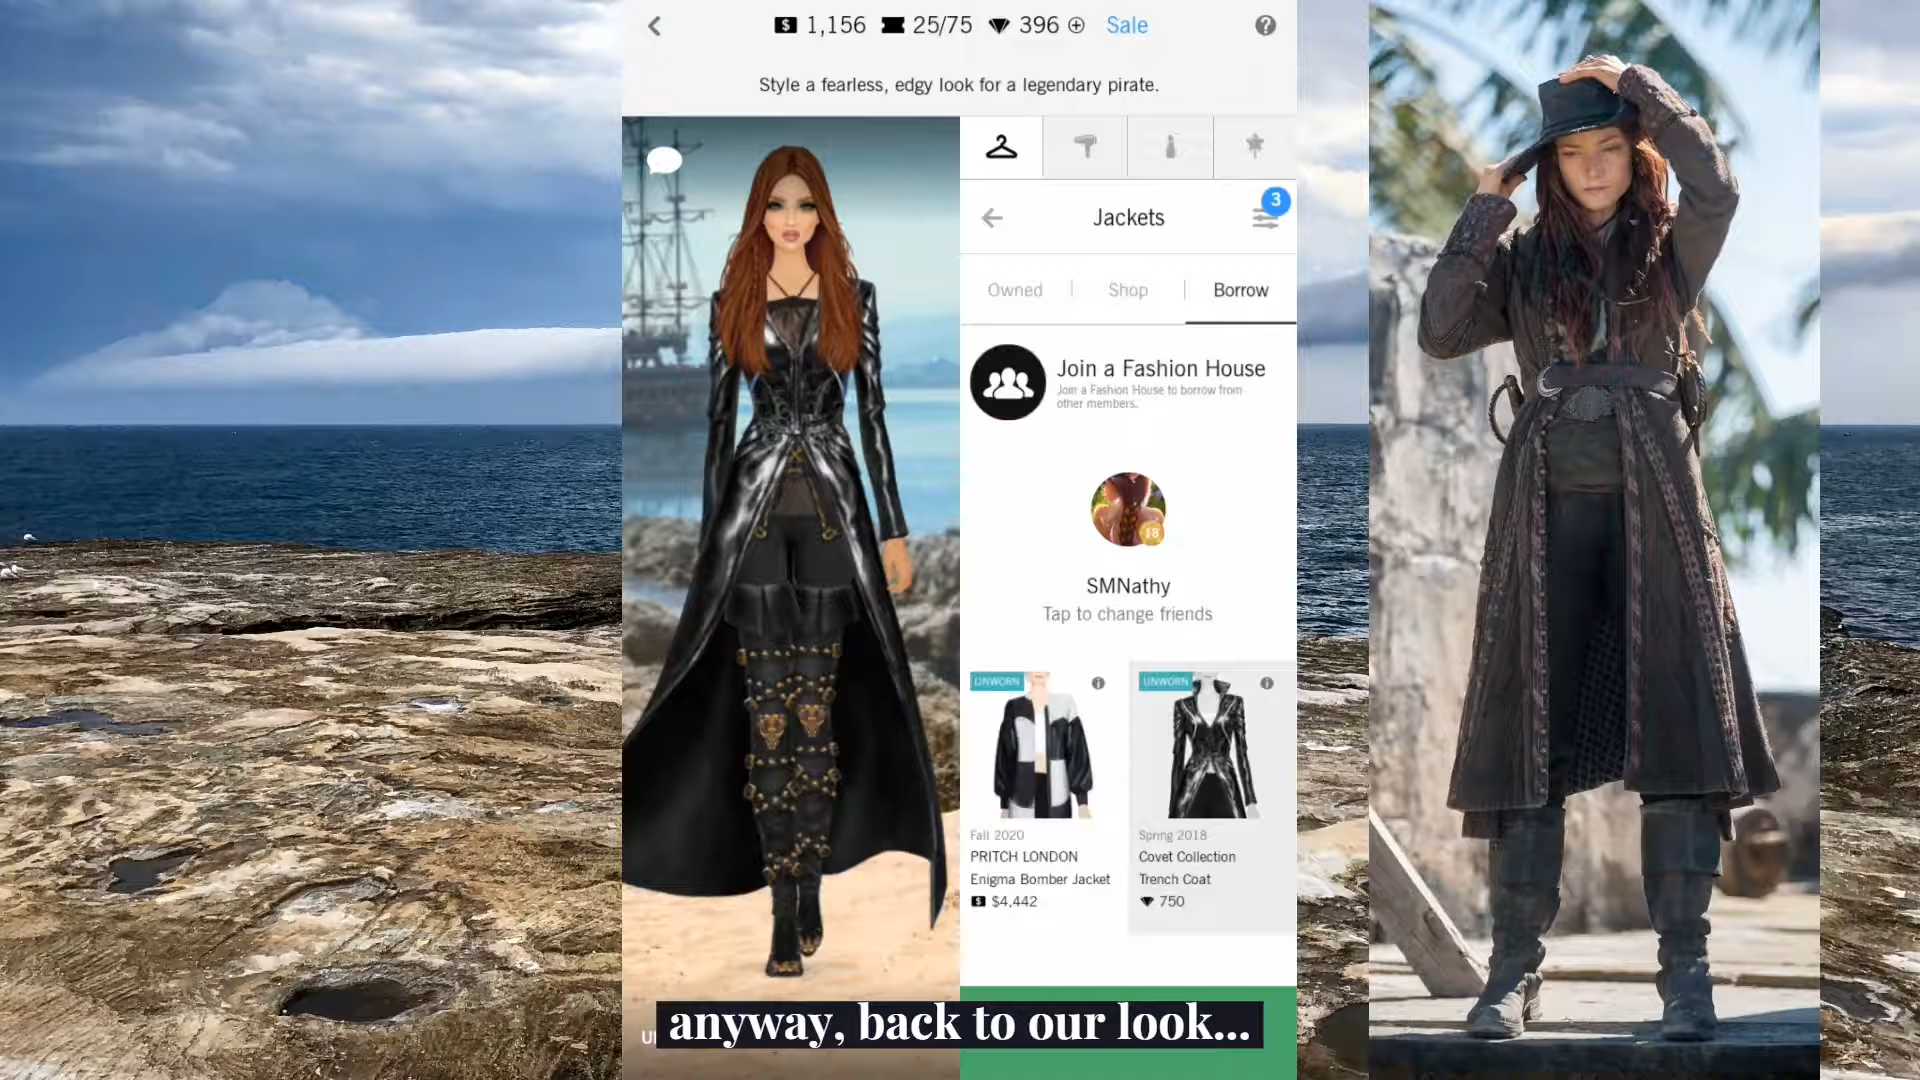 1,156 25/75 396 Sale
Style a fearless, edgy look for a legendary pirate.
3
Jackets
Owned Shop Borrow
Join a Fashion House
Join a Fashion House to borrow from
other members.
18
SMNathy
Tap to change friends
UNWORN
Fall 2020
PRITCH LONDON
Enigma Bomber Jacket
$4,442
UNWORN
Spring 2018
Covet Collection
Trench Coat
750
anyway, back to our look...